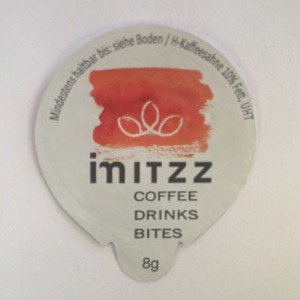 Mindestens haltbar bis: siehe Boden / H-Kaffeesahne 10% Fett, UHT
imITZZ
COFFEE
DRINKS
BITES
8g